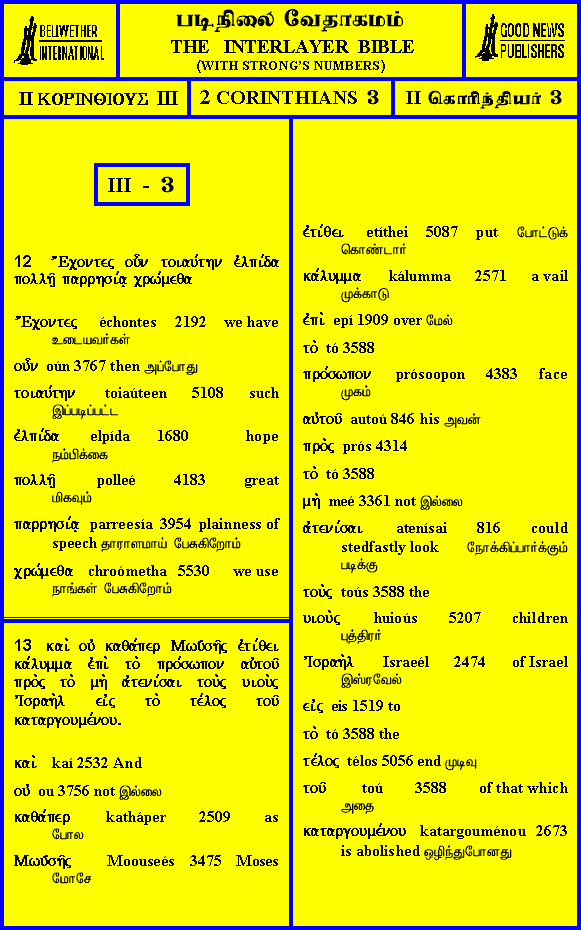 BELIWETHER
INTERNATIONAL
படிநிலை வேதாகமம்
THE INTERLAYER BIBLE
(WITH STRONG'S NUMBERS)
GOOD NEWS
PUBLISHERS
II ΚΟΡΙΝΘΙΟΥΣ III
2 CORINTHIANS 3
II கொரிந்தியர் 3
III - 3
12 Ἔχοντες οὖν τοιαύτην ἐλπίδα
πολλῇ παρρησίᾳ χρώμεθα
Ἔχοντες échontes 2192 we have
உடையவர்கள்
οὖν oún 3767 then அப்போது
τοιαύτην toiaúteen 5108 such
இப்படிப்பட்ட
ἐλπίδα elpída 1680 hope
நம்பிக்கை
πολλῇ polleé 4183 great
மிகவும்
παρρησίᾳ parreesía 3954 plainness of
speech தாராளமாய் பேசுகிறோம்
χρώμεθα chroómetha 5530 we use
நாங்கள் பேசுகிறோம்
13 καὶ οὐ καθάπερ Μωϋσῆς ἐτίθει
κάλυμμα ἐπὶ τὸ πρόσωπον αὐτοῦ
πρὸς τὸ μὴ ἀτενίσαι τοὺς υἱοὺς
Ἰσραὴλ εἰς τὸ τέλος τοῦ
καταργουμένου.
καὶ kaí 2532 And
οὐ ou 3756 not இல்லை
καθάπερ katháper 2509 as
போல
Μωϋσῆς Moouseés 3475 Moses
மோசே
ἐτίθει etíthei 5087 put போட்டுக்
கொண்டார்
κάλυμμα kálumma 2571 a vail
முக்காடு
ἐπὶ epí 1909 over மேல்
τὸ tó 3588
πρόσωπον prósoopon 4383 face
முகம்
αὐτοῦ autoú 846 his அவன்
πρὸς prós 4314
τὸ tó 3588
μὴ meé 3361 not இல்லை
ἀτενίσαι atenísai 816 could
stedfastly look நோக்கிப்பார்க்கும்
படிக்கு
τοὺς toús 3588 the
υἱοὺς huioús 5207 children
புத்திரர்
Ἰσραὴλ Israeél 2474 of Israel
இஸ்ரவேல்
εἰς eis 1519 to
τὸ tó 3588 the
τέλος télos 5056 end முடிவு
τοῦ toú 3588 of that which
அதை
καταργουμένου katargouménou 2673
is abolished ஒழிந்துபோனது